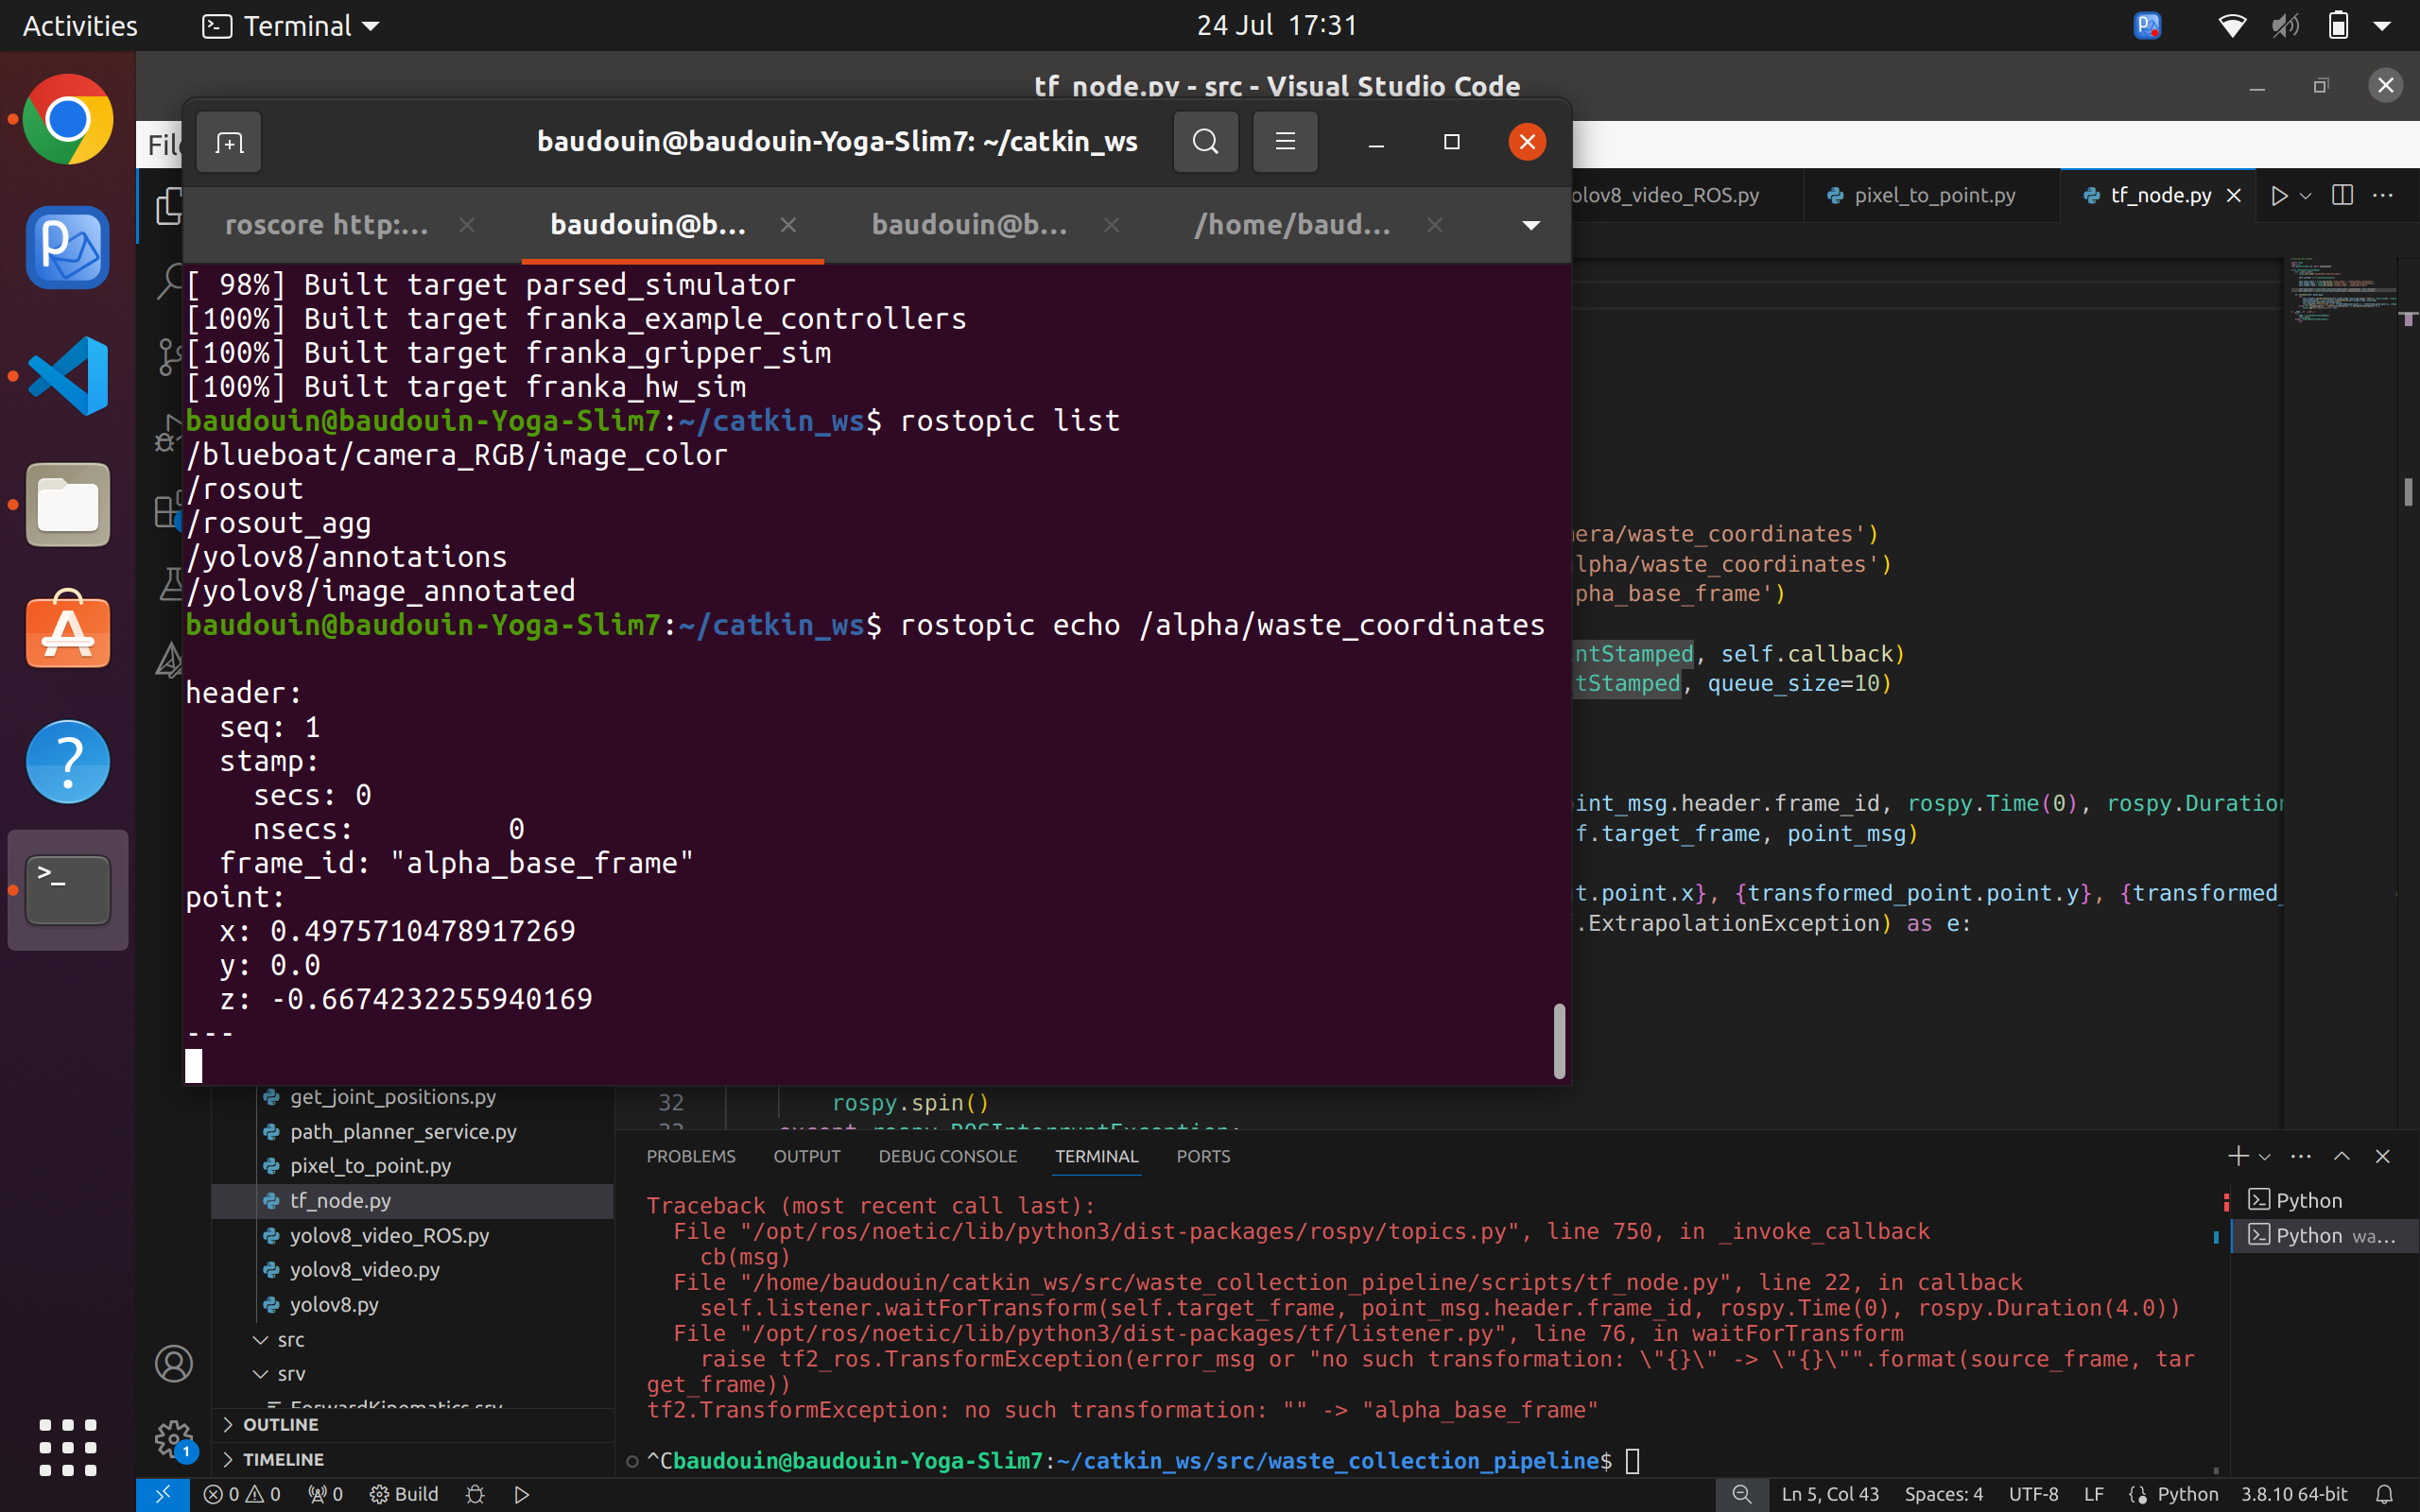 Activities
Terminal
24 Jul 17:31
tf_node.py - src - Visual Studio Code
baudouin@baudouin-Yoga-Slim7: ~/catkin_ws
roscore http:...
baudouin@b...
baudouin@b...
/home/baud...
olov8_video_ROS.py
pixel_to_point.py
tf_node.py
[ 98%] Built target parsed_simulator
[100%] Built target franka_example_controllers
[100%] Built target franka_gripper_sim
[100%] Built target franka_hw_sim
baudouin@baudouin-Yoga-Slim7:~/catkin_ws$ rostopic list
/blueboat/camera_RGB/image_color
/rosout
/rosout_agg
/yolov8/annotations
/yolov8/image_annotated
baudouin@baudouin-Yoga-Slim7:~/catkin_ws$ rostopic echo /alpha/waste_coordinates
header:
  seq: 1
  stamp:
    secs: 0
    nsecs:         0
  frame_id: "alpha_base_frame"
point:
  x: 0.4975710478917269
  y: 0.0
  z: -0.6674232255940169
---
era/waste_coordinates')
lpha/waste_coordinates')
pha_base_frame')
ntStamped, self.callback)
tStamped, queue_size=10)
int_msg.header.frame_id, rospy.Time(0), rospy.Duration
f.target_frame, point_msg)
t.point.x}, {transformed_point.point.y}, {transformed_
.ExtrapolationException) as e:
32 rospy.spin()
except rospy.ROSInterruptException:
get_joint_positions.py
path_planner_service.py
pixel_to_point.py
tf_node.py
yolov8_video_ROS.py
yolov8_video.py
yolov8.py
src
srv
ForwardKinematics.srv
OUTLINE
TIMELINE
PROBLEMS OUTPUT DEBUG CONSOLE TERMINAL PORTS
Traceback (most recent call last):
  File "/opt/ros/noetic/lib/python3/dist-packages/rospy/topics.py", line 750, in _invoke_callback
    cb(msg)
  File "/home/baudouin/catkin_ws/src/waste_collection_pipeline/scripts/tf_node.py", line 22, in callback
    self.listener.waitForTransform(self.target_frame, point_msg.header.frame_id, rospy.Time(0), rospy.Duration(4.0))
  File "/opt/ros/noetic/lib/python3/dist-packages/tf/listener.py", line 76, in waitForTransform
    raise tf2_ros.TransformException(error_msg or "no such transformation: \"{}\" -> \"{}\"".format(source_frame, tar
get_frame))
tf2.TransformException: no such transformation: "" -> "alpha_base_frame"
^Cbaudouin@baudouin-Yoga-Slim7:~/catkin_ws/src/waste_collection_pipeline$
Python
Python wa...
1
0 0 0 Build
Ln 5, Col 43 Spaces: 4 UTF-8 LF Python 3.8.10 64-bit